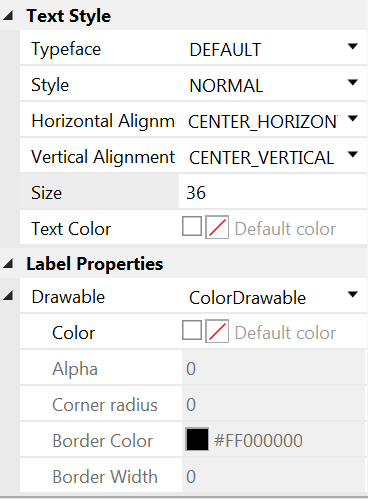 Text Style
Typeface DEFAULT
Style NORMAL
Horizontal Alignm CENTER_HORIZON
Vertical Alignment CENTER_VERTICAL
Size 36
Text Color Default color
Label Properties
Drawable ColorDrawable
Color Default color
Alpha 0
Corner radius 0
Border Color #FF000000
Border Width 0